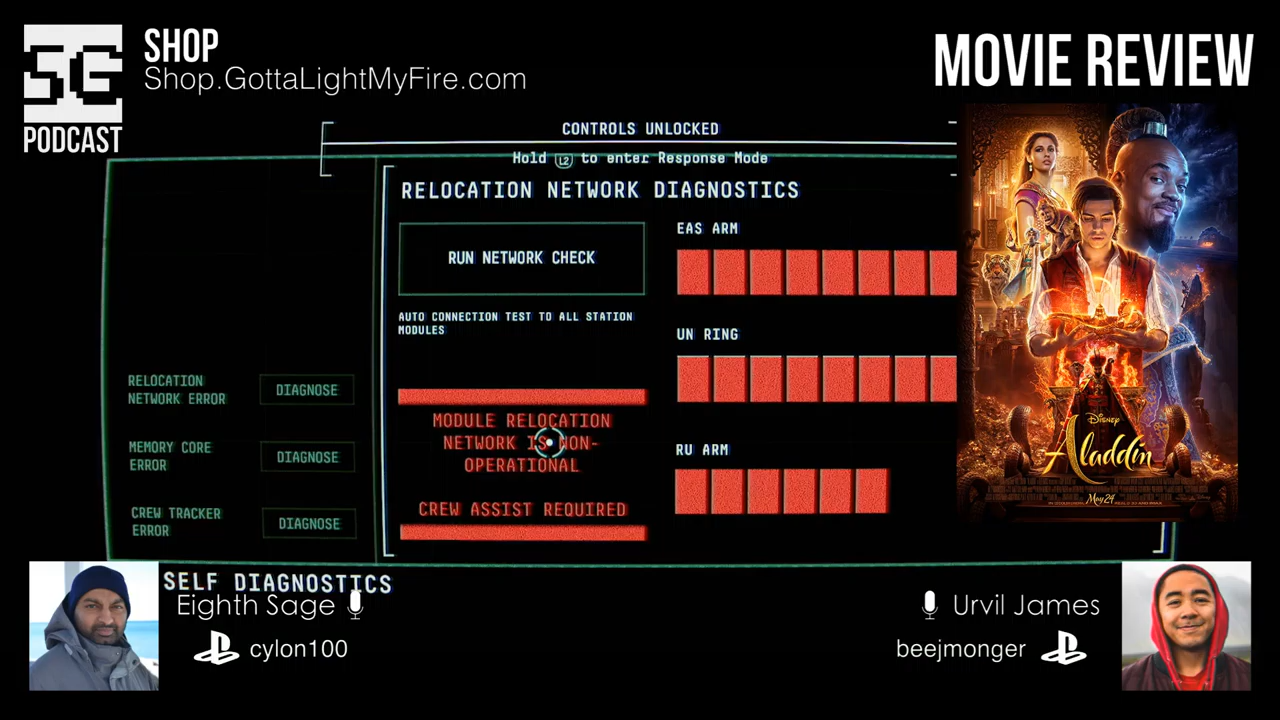 SG
PODCAST
SHOP
Shop.GottaLightMyFire.com
MOVIE REVIEW
CONTROLS UNLOCKED
Hold L2 to enter Response Mode
RELOCATION NETWORK DIAGNOSTICS
RUN NETWORK CHECK
AUTO CONNECTION TEST TO ALL STATION
MODULES
EAS ARM
UN RING
RU ARM
MODULE RELOCATION
NETWORK IS NON-
OPERATIONAL
CREW ASSIST REQUIRED
RELOCATION
NETWORK ERROR
DIAGNOSE
MEMORY CORE
ERROR
DIAGNOSE
CREW TRACKER
ERROR
DIAGNOSE
Disney
Aladdin
May 24
SELF DIAGNOSTICS
Eighth Sage
cylon100
Urvil James
beejmonger